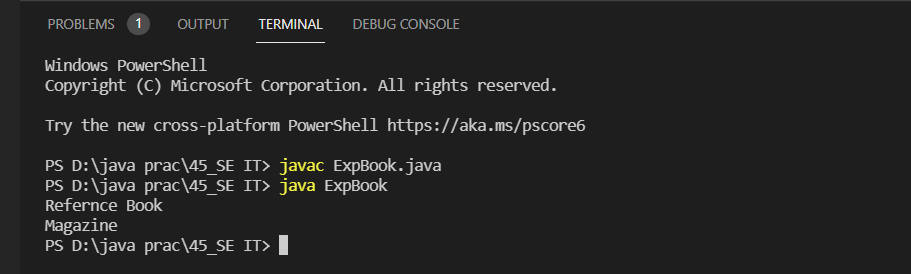 PROBLEMS 1 OUTPUT TERMINAL DEBUG CONSOLE
Windows PowerShell
Copyright (C) Microsoft Corporation. All rights reserved.
Try the new cross-platform PowerShell https://aka.ms/pscore6
PS D:\java prac\45_SE IT> javac ExpBook.java
PS D:\java prac\45_SE IT> java ExpBook
Refernce Book
Magazine
PS D:\java prac\45_SE IT>